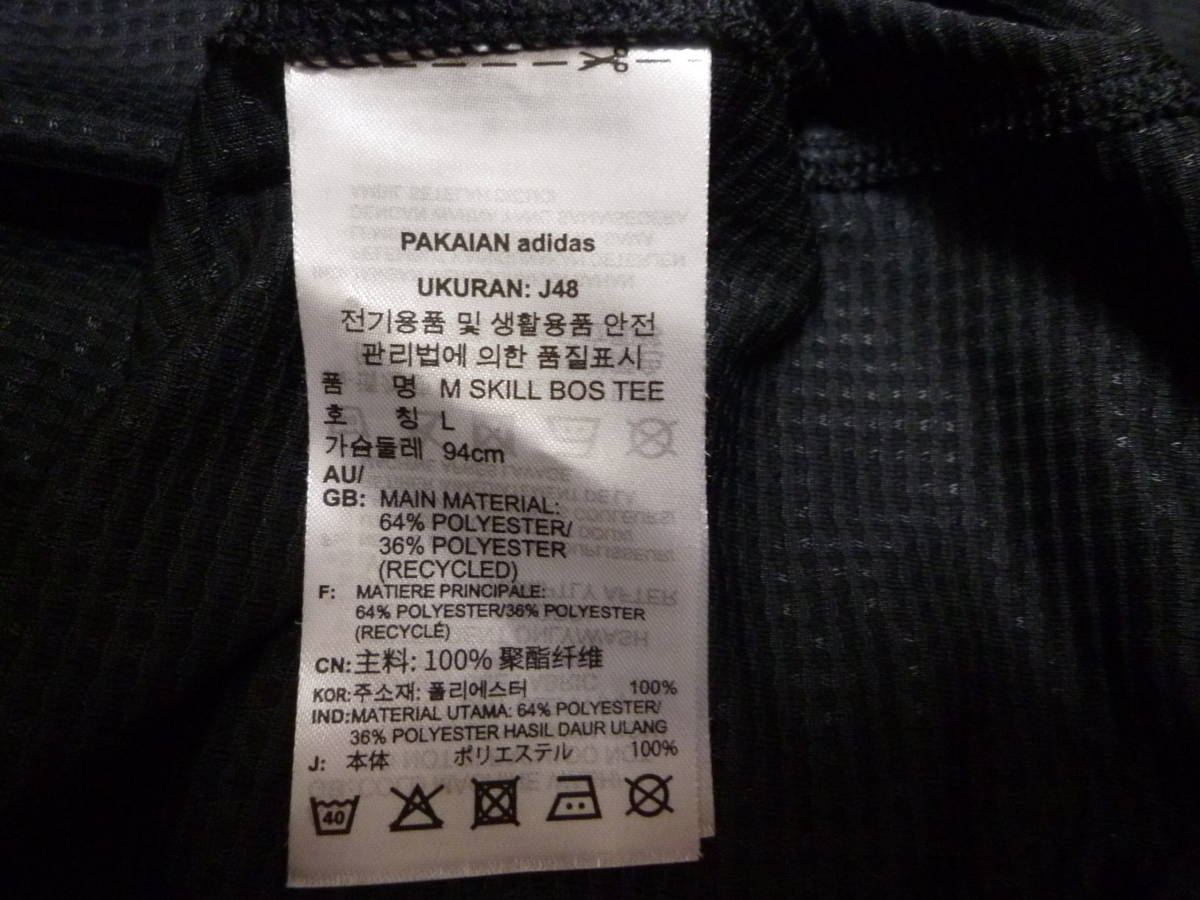 PAKAIAN adidas
UKURAN: J48
전기용품 및 생활용품 안전
관리법에 의한 품질표시
품 명 M SKILL BOS TEE
호 칭 L
가슴둘레 94cm
AU/
GB: MAIN MATERIAL:
64% POLYESTER/
36% POLYESTER
(RECYCLED)
F: MATIERE PRINCIPALE:
64% POLYESTER/36% POLYESTER
(RECYCLÉ)
CN: 主料: 100% 聚酯纤维
KOR: 주소재: 폴리에스터 100%
IND: MATERIAL UTAMA: 64% POLYESTER/
36% POLYESTER HASIL DAUR ULANG
J: 本体 ポリエステル 100%
40